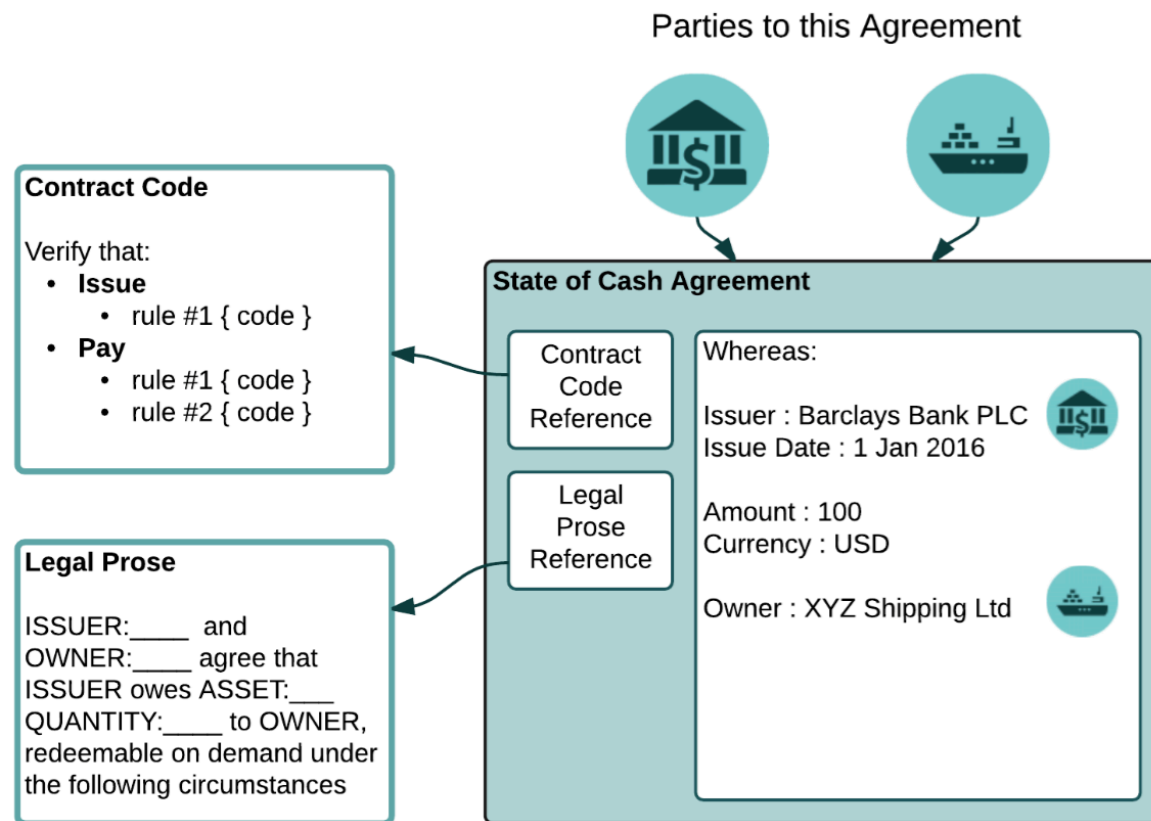 Parties to this Agreement
Contract Code
Verify that:
• Issue
• rule #1 { code }
• Pay
• rule #1 { code }
• rule #2 { code }
Legal Prose
ISSUER:____ and
OWNER:____ agree that
ISSUER owes ASSET:___
QUANTITY:____ to OWNER,
redeemable on demand under
the following circumstances
State of Cash Agreement
Contract
Code
Reference
Legal
Prose
Reference
Whereas:
Issuer : Barclays Bank PLC
Issue Date : 1 Jan 2016
Amount : 100
Currency : USD
Owner : XYZ Shipping Ltd